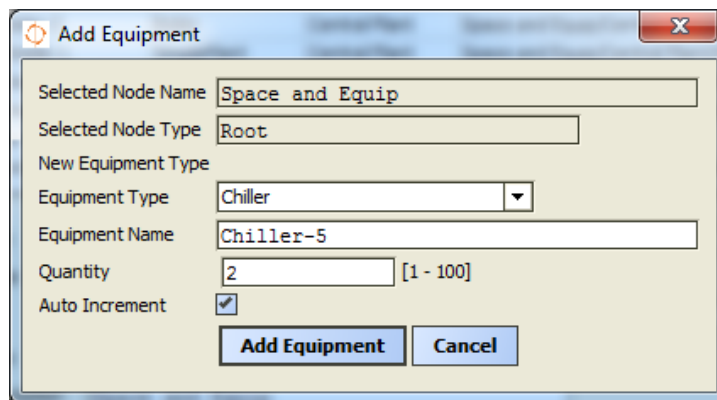 Add Equipment
Selected Node Name Space and Equip
Selected Node Type Root
New Equipment Type
Equipment Type Chiller
Equipment Name Chiller-5
Quantity 2 [1 - 100]
Auto Increment
Add Equipment Cancel